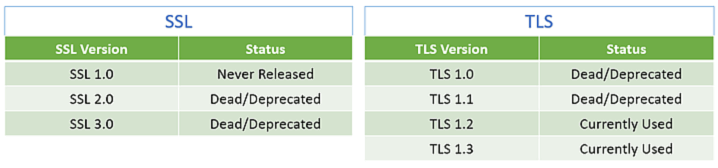 SSL
SSL Version Status
SSL 1.0 Never Released
SSL 2.0 Dead/Deprecated
SSL 3.0 Dead/Deprecated
TLS
TLS Version Status
TLS 1.0 Dead/Deprecated
TLS 1.1 Dead/Deprecated
TLS 1.2 Currently Used
TLS 1.3 Currently Used